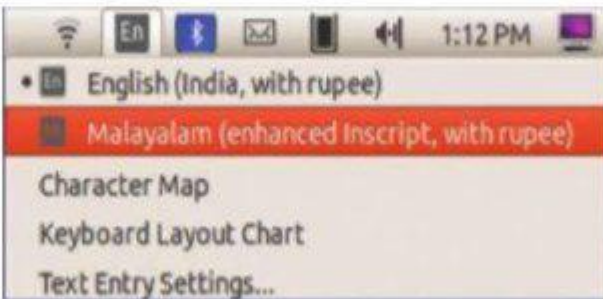 En 1:12 PM
En English (India, with rupee)
Malayalam (enhanced Inscript, with rupee)
Character Map
Keyboard Layout Chart
Text Entry Settings...